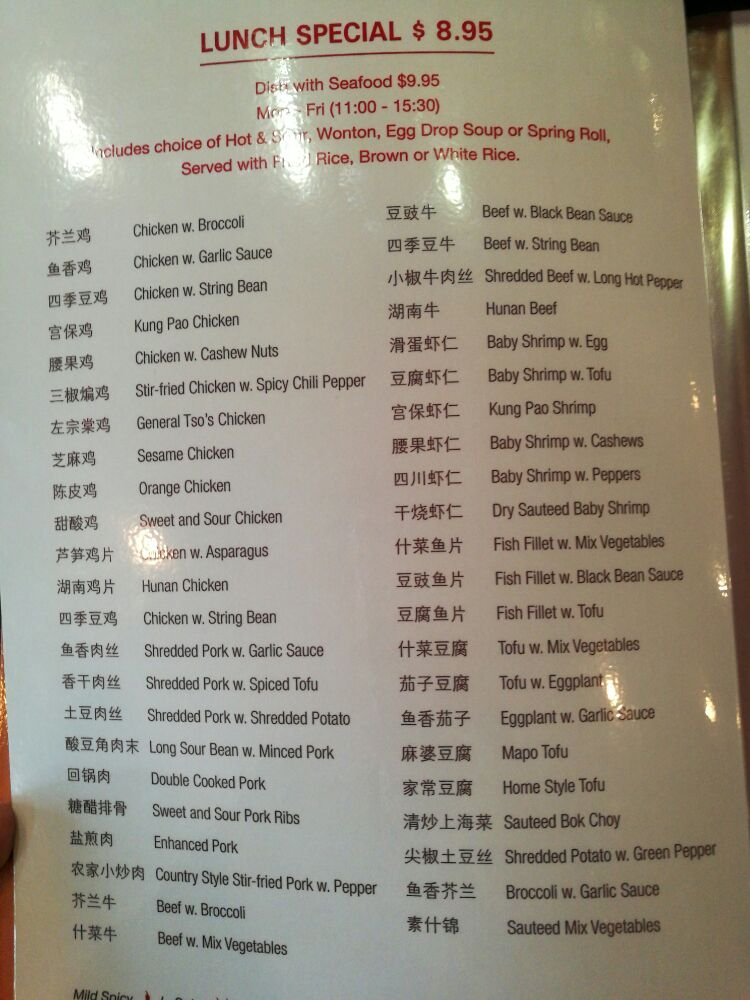 LUNCH SPECIAL $ 8.95
Dish with Seafood $9.95
Mon - Fri (11:00 - 15:30)
Includes choice of Hot & Sour, Wonton, Egg Drop Soup or Spring Roll,
Served with Fried Rice, Brown or White Rice.
芥兰鸡 Chicken w. Broccoli
鱼香鸡 Chicken w. Garlic Sauce
四季豆鸡 Chicken w. String Bean
宫保鸡 Kung Pao Chicken
腰果鸡 Chicken w. Cashew Nuts
三椒煸鸡 Stir-fried Chicken w. Spicy Chili Pepper
左宗棠鸡 General Tso's Chicken
芝麻鸡 Sesame Chicken
陈皮鸡 Orange Chicken
甜酸鸡 Sweet and Sour Chicken
芦笋鸡片 Chicken w. Asparagus
湖南鸡片 Hunan Chicken
四季豆鸡 Chicken w. String Bean
鱼香肉丝 Shredded Pork w. Garlic Sauce
香干肉丝 Shredded Pork w. Spiced Tofu
土豆肉丝 Shredded Pork w. Shredded Potato
酸豆角肉末 Long Sour Bean w. Minced Pork
回锅肉 Double Cooked Pork
糖醋排骨 Sweet and Sour Pork Ribs
盐煎肉 Enhanced Pork
农家小炒肉 Country Style Stir-fried Pork w. Pepper
芥兰牛 Beef w. Broccoli
什菜牛 Beef w. Mix Vegetables
豆豉牛 Beef w. Black Bean Sauce
四季豆牛 Beef w. String Bean
小椒牛肉丝 Shredded Beef w. Long Hot Pepper
湖南牛 Hunan Beef
滑蛋虾仁 Baby Shrimp w. Egg
豆腐虾仁 Baby Shrimp w. Tofu
宫保虾仁 Kung Pao Shrimp
腰果虾仁 Baby Shrimp w. Cashews
四川虾仁 Baby Shrimp w. Peppers
干烧虾仁 Dry Sauteed Baby Shrimp
什菜鱼片 Fish Fillet w. Mix Vegetables
豆豉鱼片 Fish Fillet w. Black Bean Sauce
豆腐鱼片 Fish Fillet w. Tofu
什菜豆腐 Tofu w. Mix Vegetables
茄子豆腐 Tofu w. Eggplant
鱼香茄子 Eggplant w. Garlic Sauce
麻婆豆腐 Mapo Tofu
家常豆腐 Home Style Tofu
清炒上海菜 Sauteed Bok Choy
尖椒土豆丝 Shredded Potato w. Green Pepper
鱼香芥兰 Broccoli w. Garlic Sauce
素什锦 Sauteed Mix Vegetables
Mild Spicy